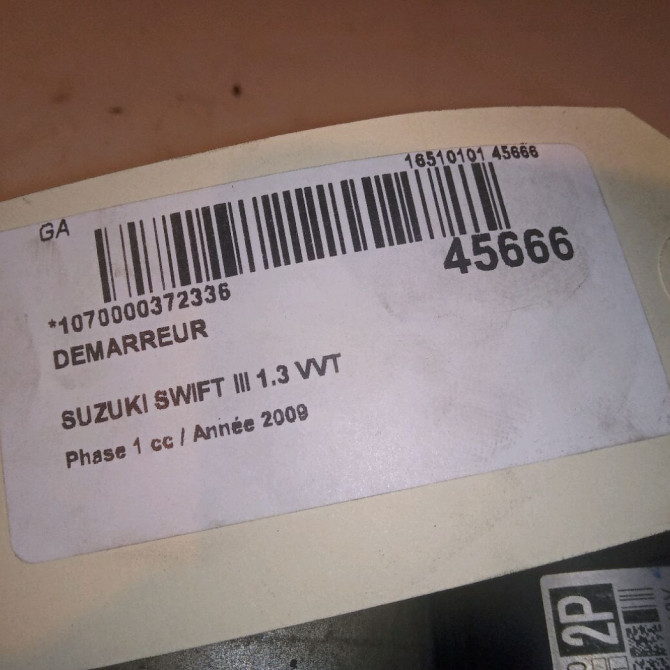 16510101 45666
GA
45666
*1070000372336
DEMARREUR
SUZUKI SWIFT III 1.3 VVT
Phase 1 cc / Année 2009
2P